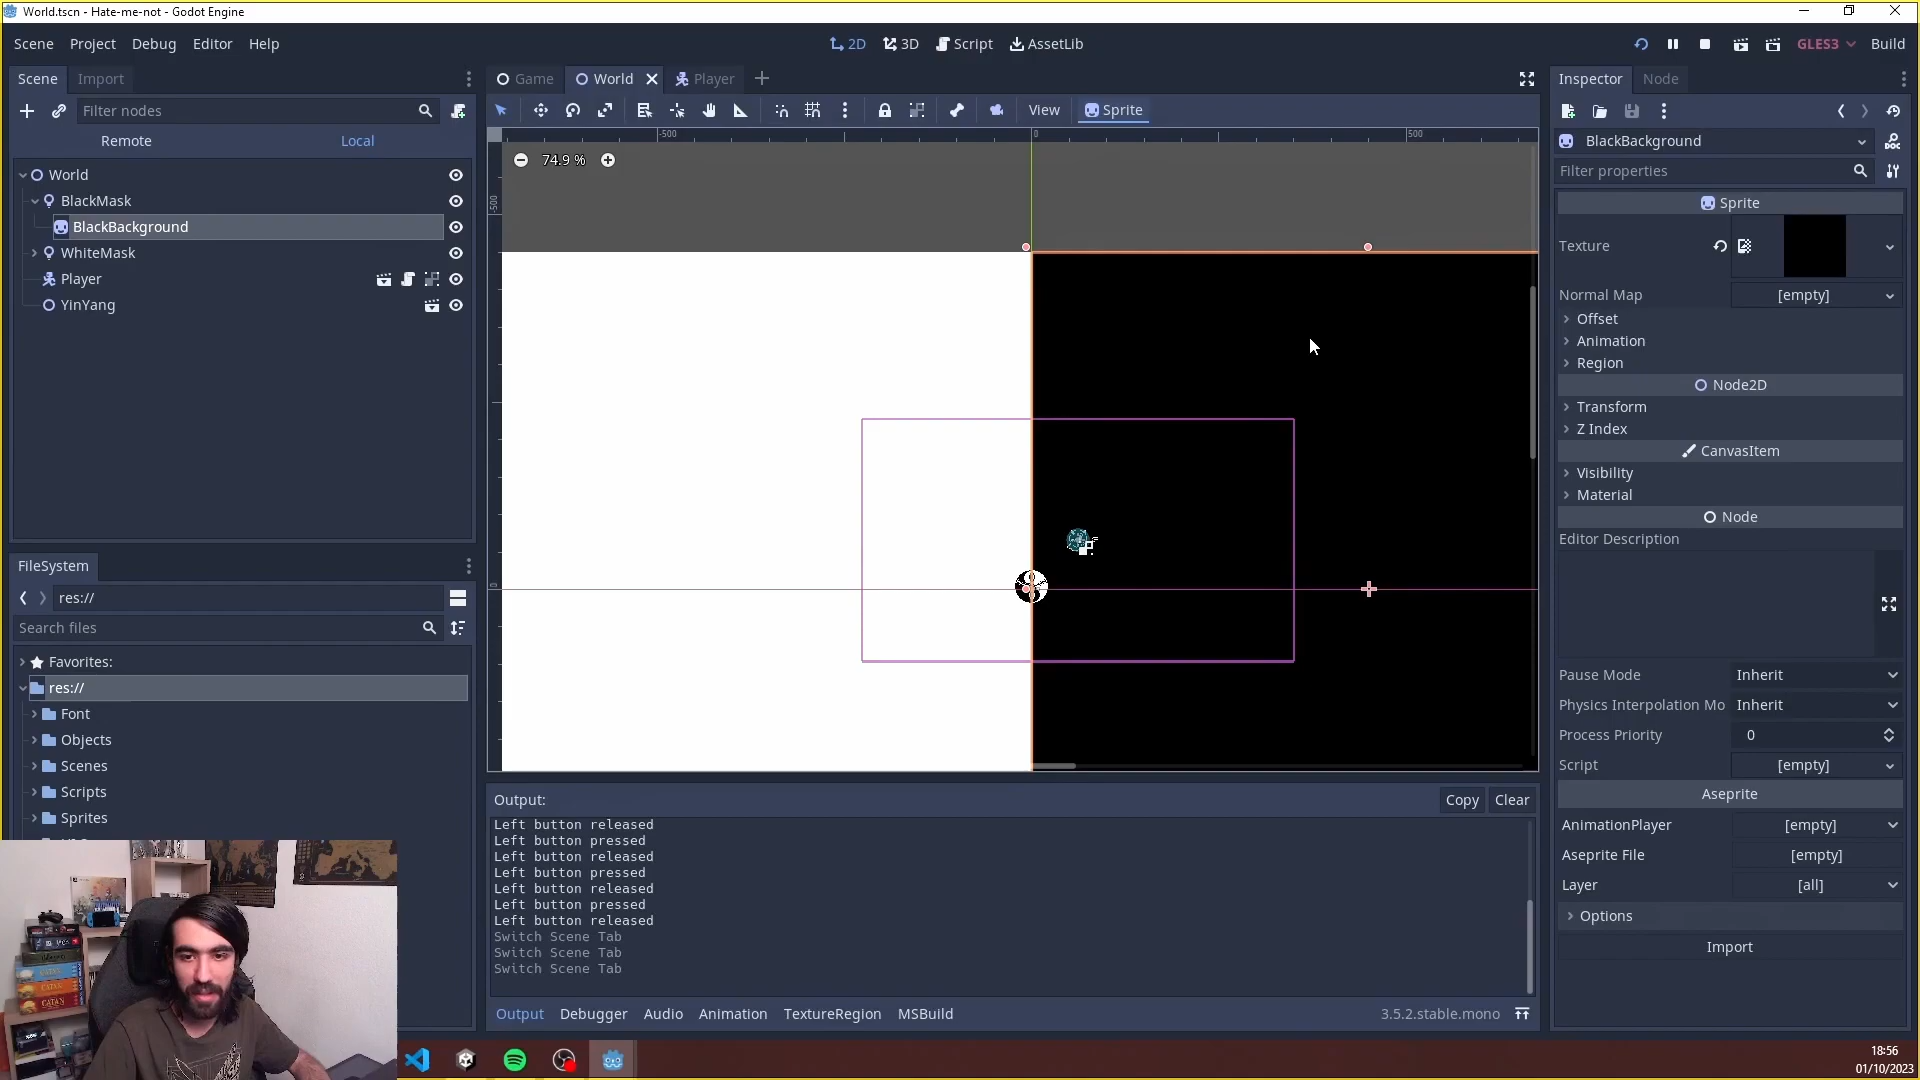 World.tscn - Hate-me-not - Godot Engine
Scene Project Debug Editor Help
2D 3D Script AssetLib
GLES3 Build
Scene Import
Filter nodes
Remote Local
World
BlackMask
BlackBackground
WhiteMask
Player
YinYang
FileSystem
res://
Search files
Favorites:
res://
Font
Objects
Scenes
Scripts
Sprites
Game World Player
View Sprite
-500 0 500
-500
0
74.9 %
Output:
Copy Clear
Left button released
Left button pressed
Left button released
Left button pressed
Left button released
Left button pressed
Left button released
Switch Scene Tab
Switch Scene Tab
Switch Scene Tab
Output Debugger Audio Animation TextureRegion MSBuild
3.5.2.stable.mono
Inspector Node
BlackBackground
Filter properties
Sprite
Texture
Normal Map [empty]
Offset
Animation
Region
Node2D
Transform
Z Index
CanvasItem
Visibility
Material
Node
Editor Description
Pause Mode Inherit
Physics Interpolation Mo Inherit
Process Priority 0
Script [empty]
Aseprite
AnimationPlayer [empty]
Aseprite File [empty]
Layer [all]
Options
Import
CATAN
18:56
01/10/2023